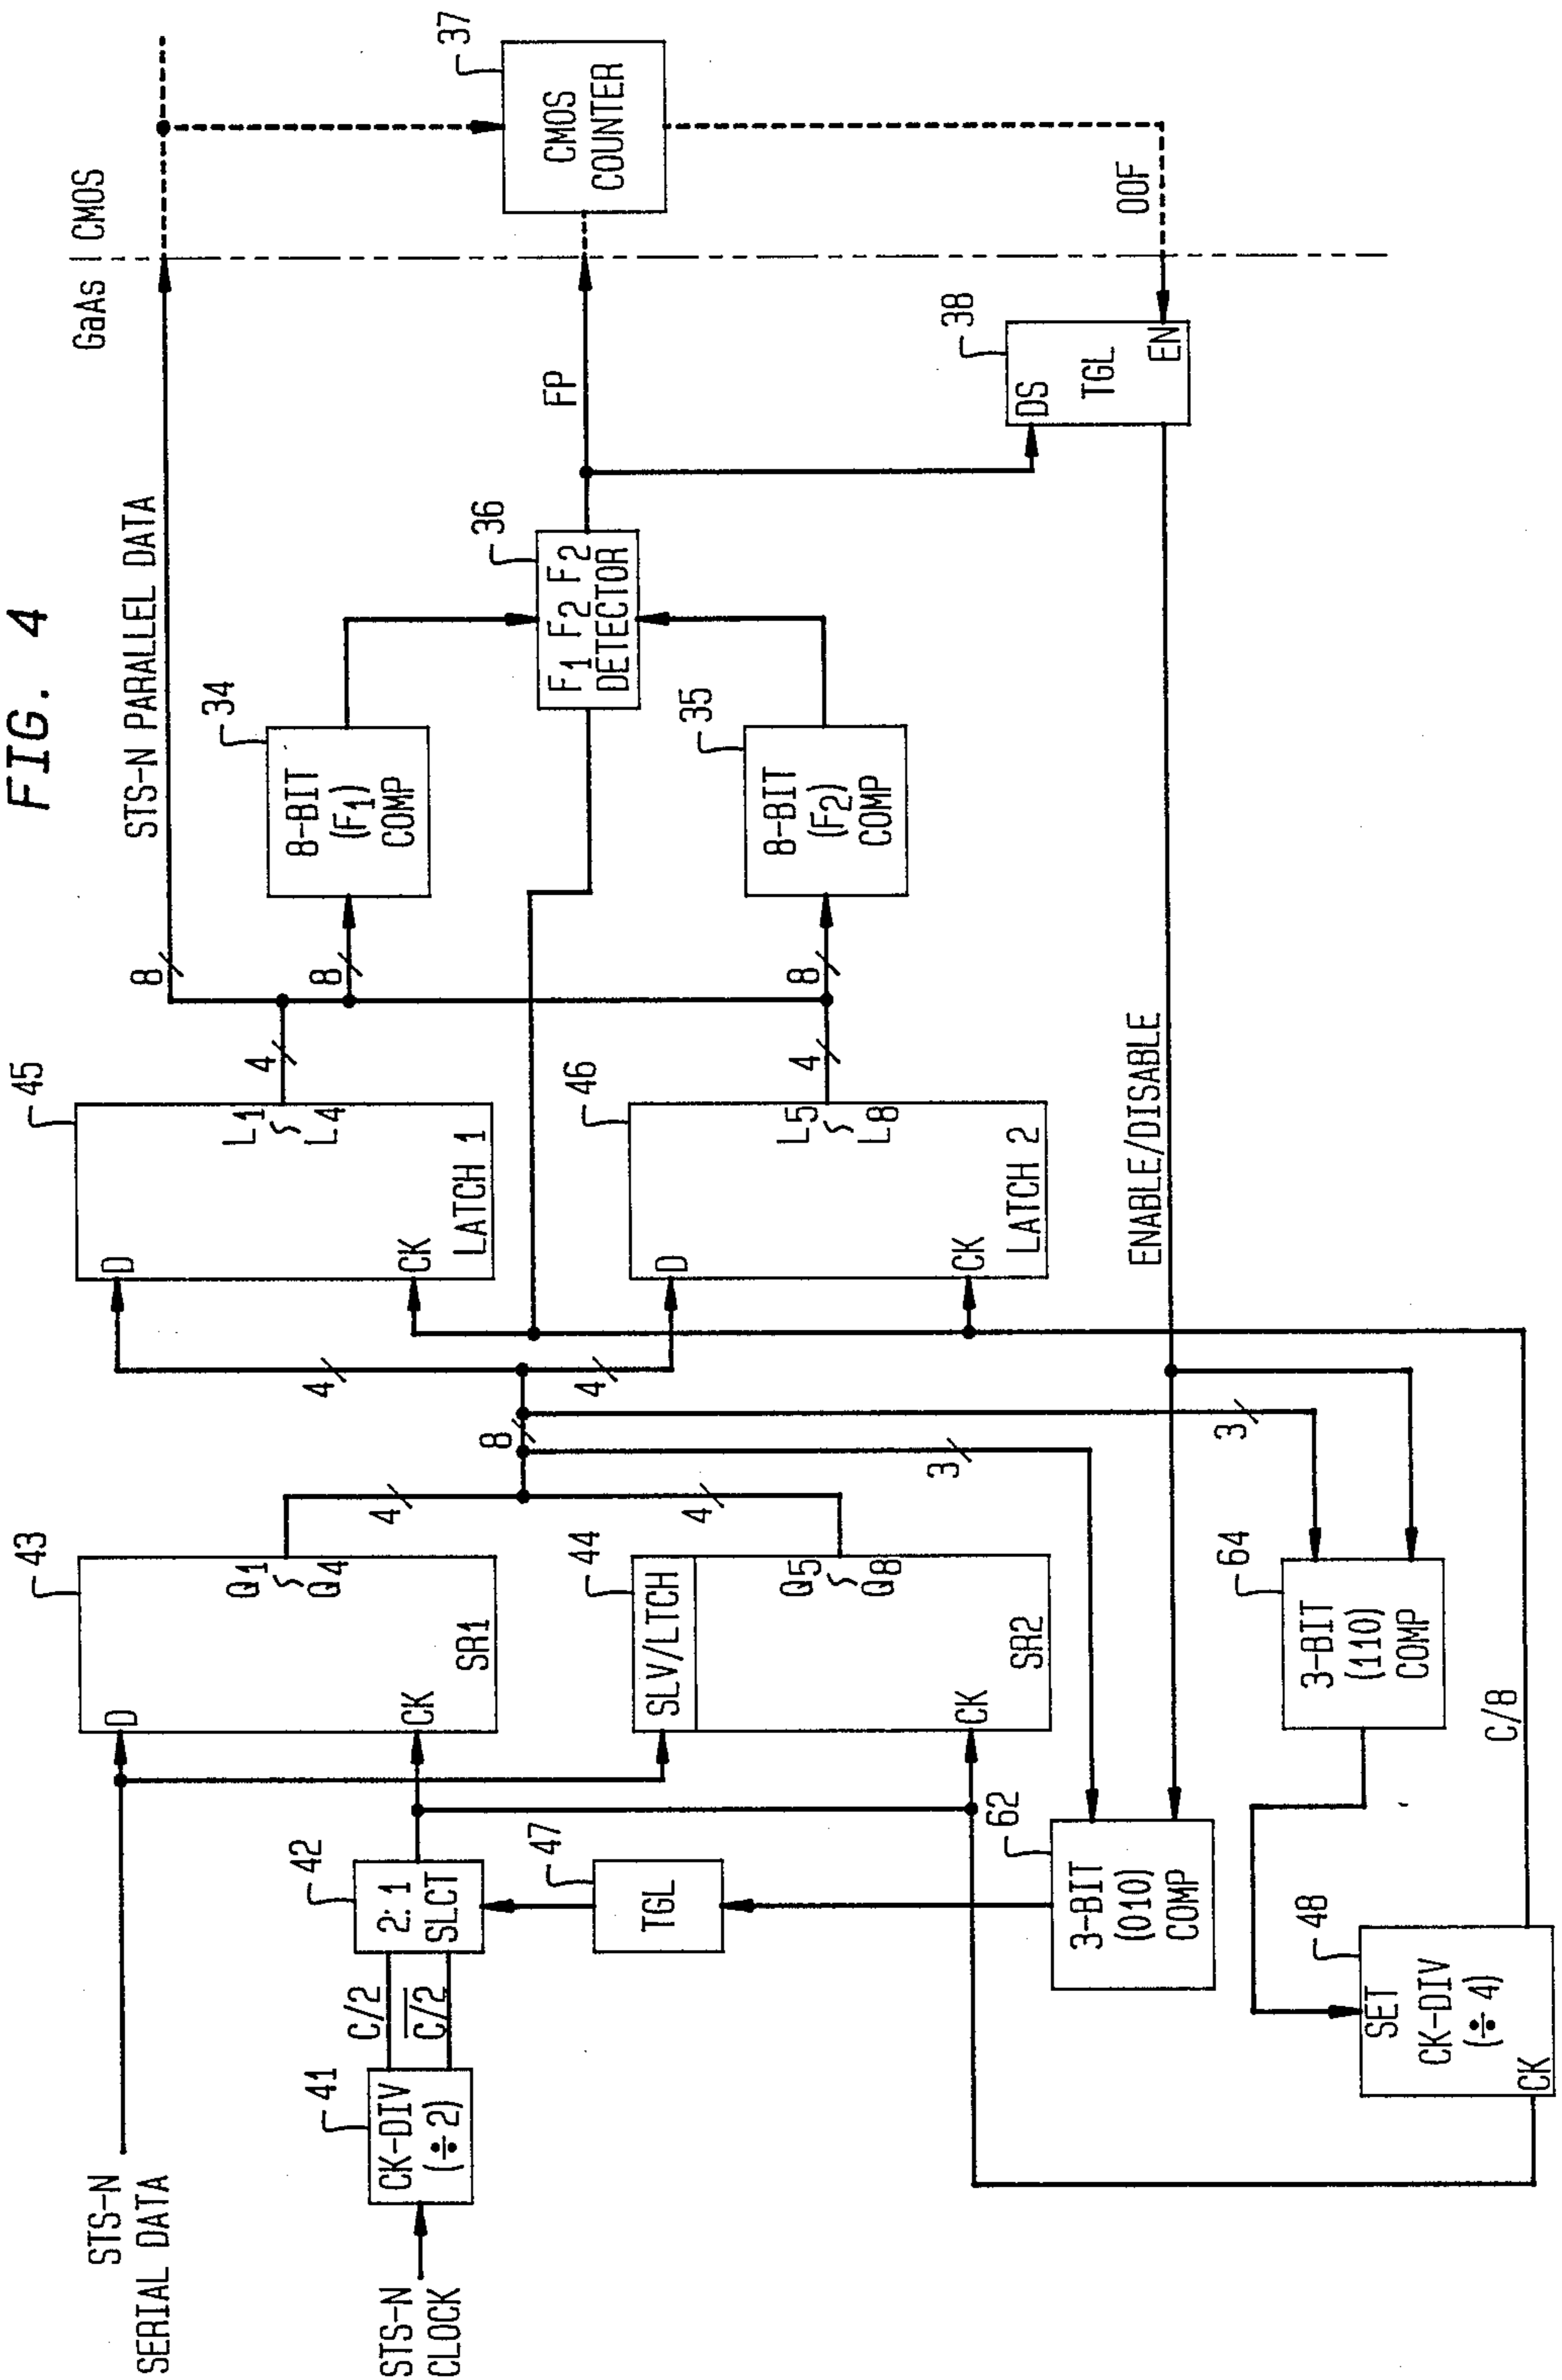 FIG. 4
STS-N
SERIAL DATA
STS-N
CLOCK
41
CK-DIV
(÷2)
C/2
C/2
42
2:1
SLCT
47
TGL
43
D
Q1
Q4
CK
SR1
44
SLV/LTCH
Q5
Q8
CK
SR2
62
3-BIT
(010)
COMP
64
3-BIT
(110)
COMP
48
SET
CK-DIV
(÷4)
CK
C/8
4
4
8
3
3
4
4
45
D
L1
L4
CK
LATCH 1
46
D
L5
L8
CK
LATCH 2
4
4
8
8
8
STS-N PARALLEL DATA
34
8-BIT
(F1)
COMP
35
8-BIT
(F2)
COMP
36
F1 F2 F2
DETECTOR
FP
ENABLE/DISABLE
38
DS
TGL
EN
GaAs | CMOS
37
CMOS
COUNTER
OOF